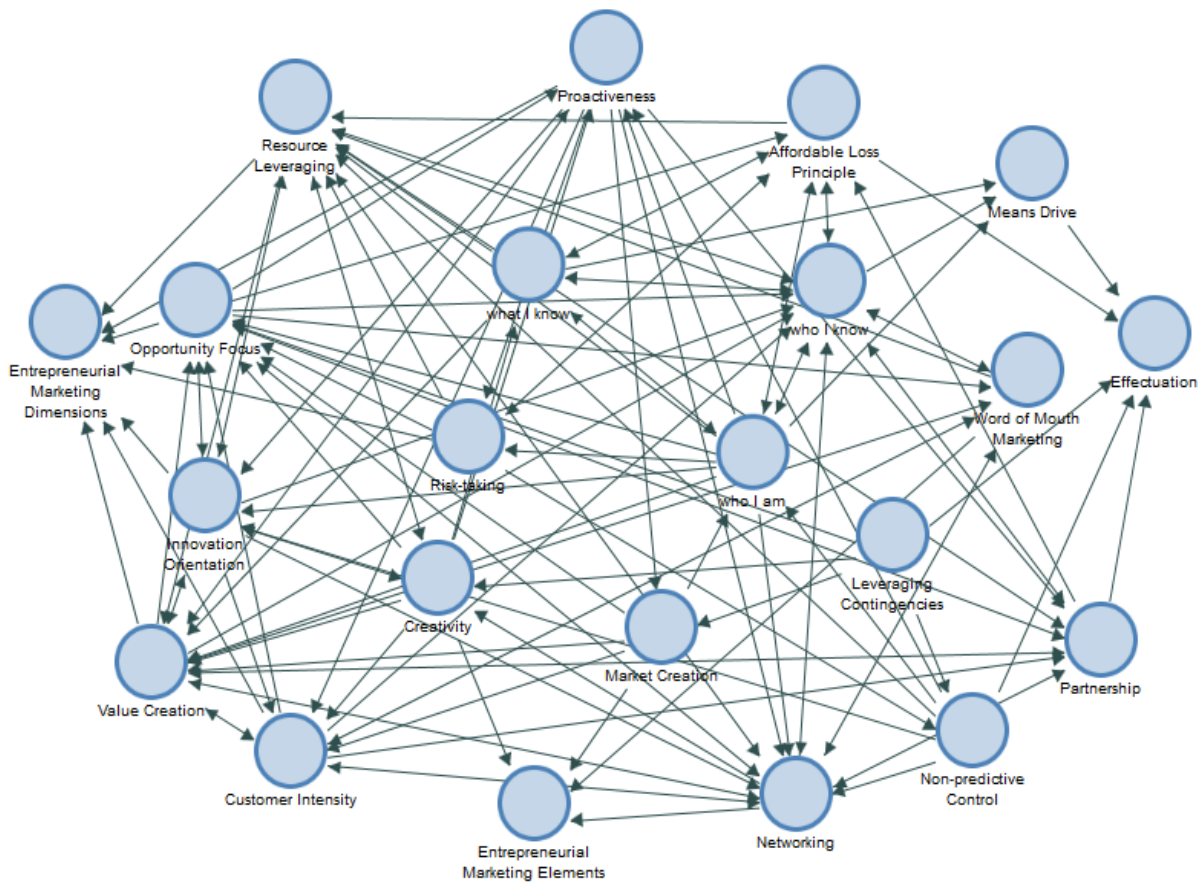 Proactiveness
Resource
Leveraging
Affordable Loss
Principle
Means Drive
what I know
who I know
Opportunity Focus
Entrepreneurial
Marketing
Dimensions
Effectuation
Word of Mouth
Marketing
Risk-taking
who I am
Innovation
Orientation
Leveraging
Contingencies
Creativity
Market Creation
Partnership
Value Creation
Customer Intensity
Non-predictive
Control
Networking
Entrepreneurial
Marketing Elements